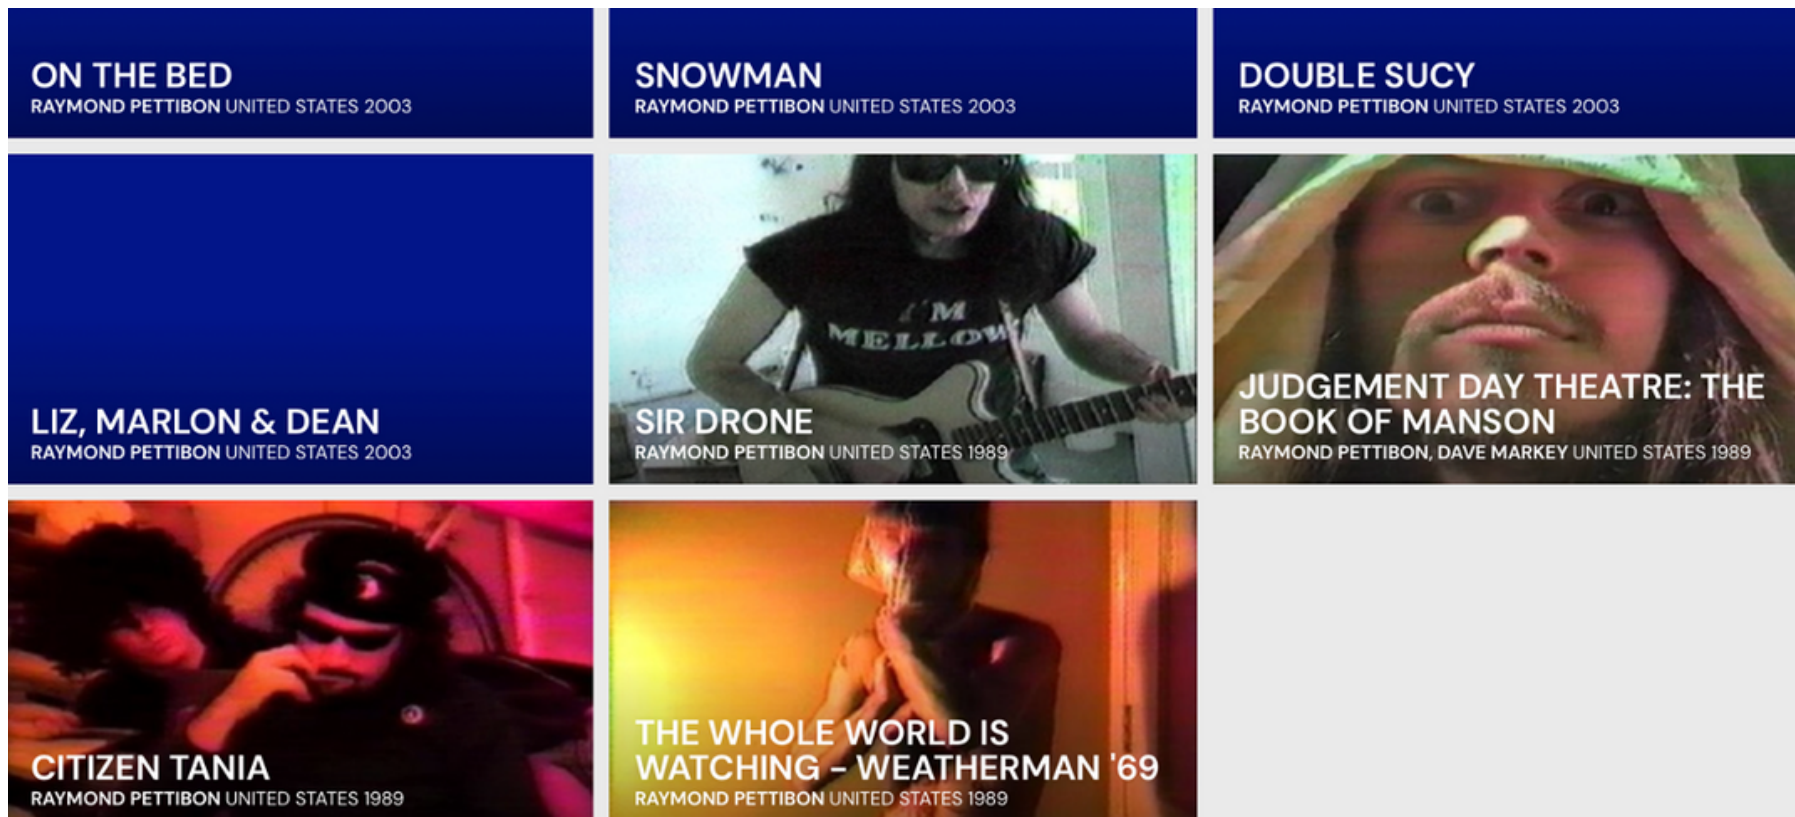 ON THE BED
RAYMOND PETTIBON UNITED STATES 2003
SNOWMAN
RAYMOND PETTIBON UNITED STATES 2003
DOUBLE SUCY
RAYMOND PETTIBON UNITED STATES 2003
LIZ, MARLON & DEAN
RAYMOND PETTIBON UNITED STATES 2003
I'M
MELLOW
SIR DRONE
RAYMOND PETTIBON UNITED STATES 1989
JUDGEMENT DAY THEATRE: THE
BOOK OF MANSON
RAYMOND PETTIBON, DAVE MARKEY UNITED STATES 1989
CITIZEN TANIA
RAYMOND PETTIBON UNITED STATES 1989
THE WHOLE WORLD IS
WATCHING – WEATHERMAN '69
RAYMOND PETTIBON UNITED STATES 1989